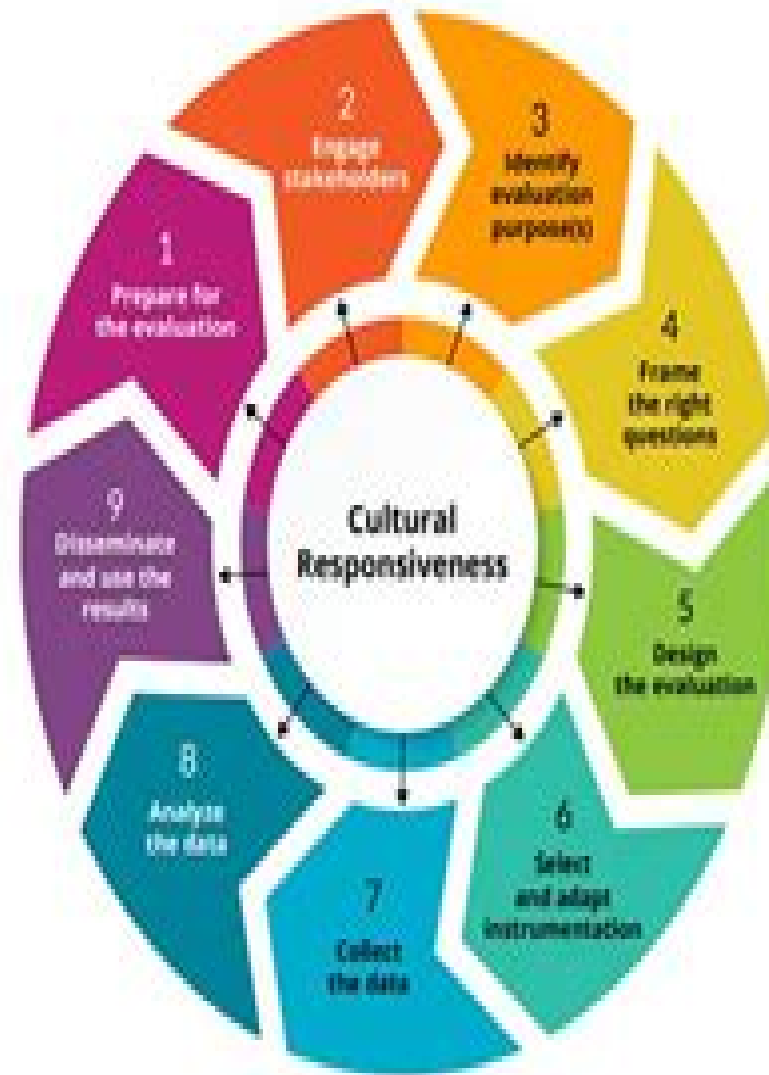 1
Prepare for
the evaluation
2
Engage
stakeholders
3
Identify
evaluation
purpose(s)
4
Frame
the right
questions
5
Design
the evaluation
6
Select
and adapt
instrumentation
7
Collect
the data
8
Analyze
the data
9
Disseminate
and use the
results
Cultural
Responsiveness